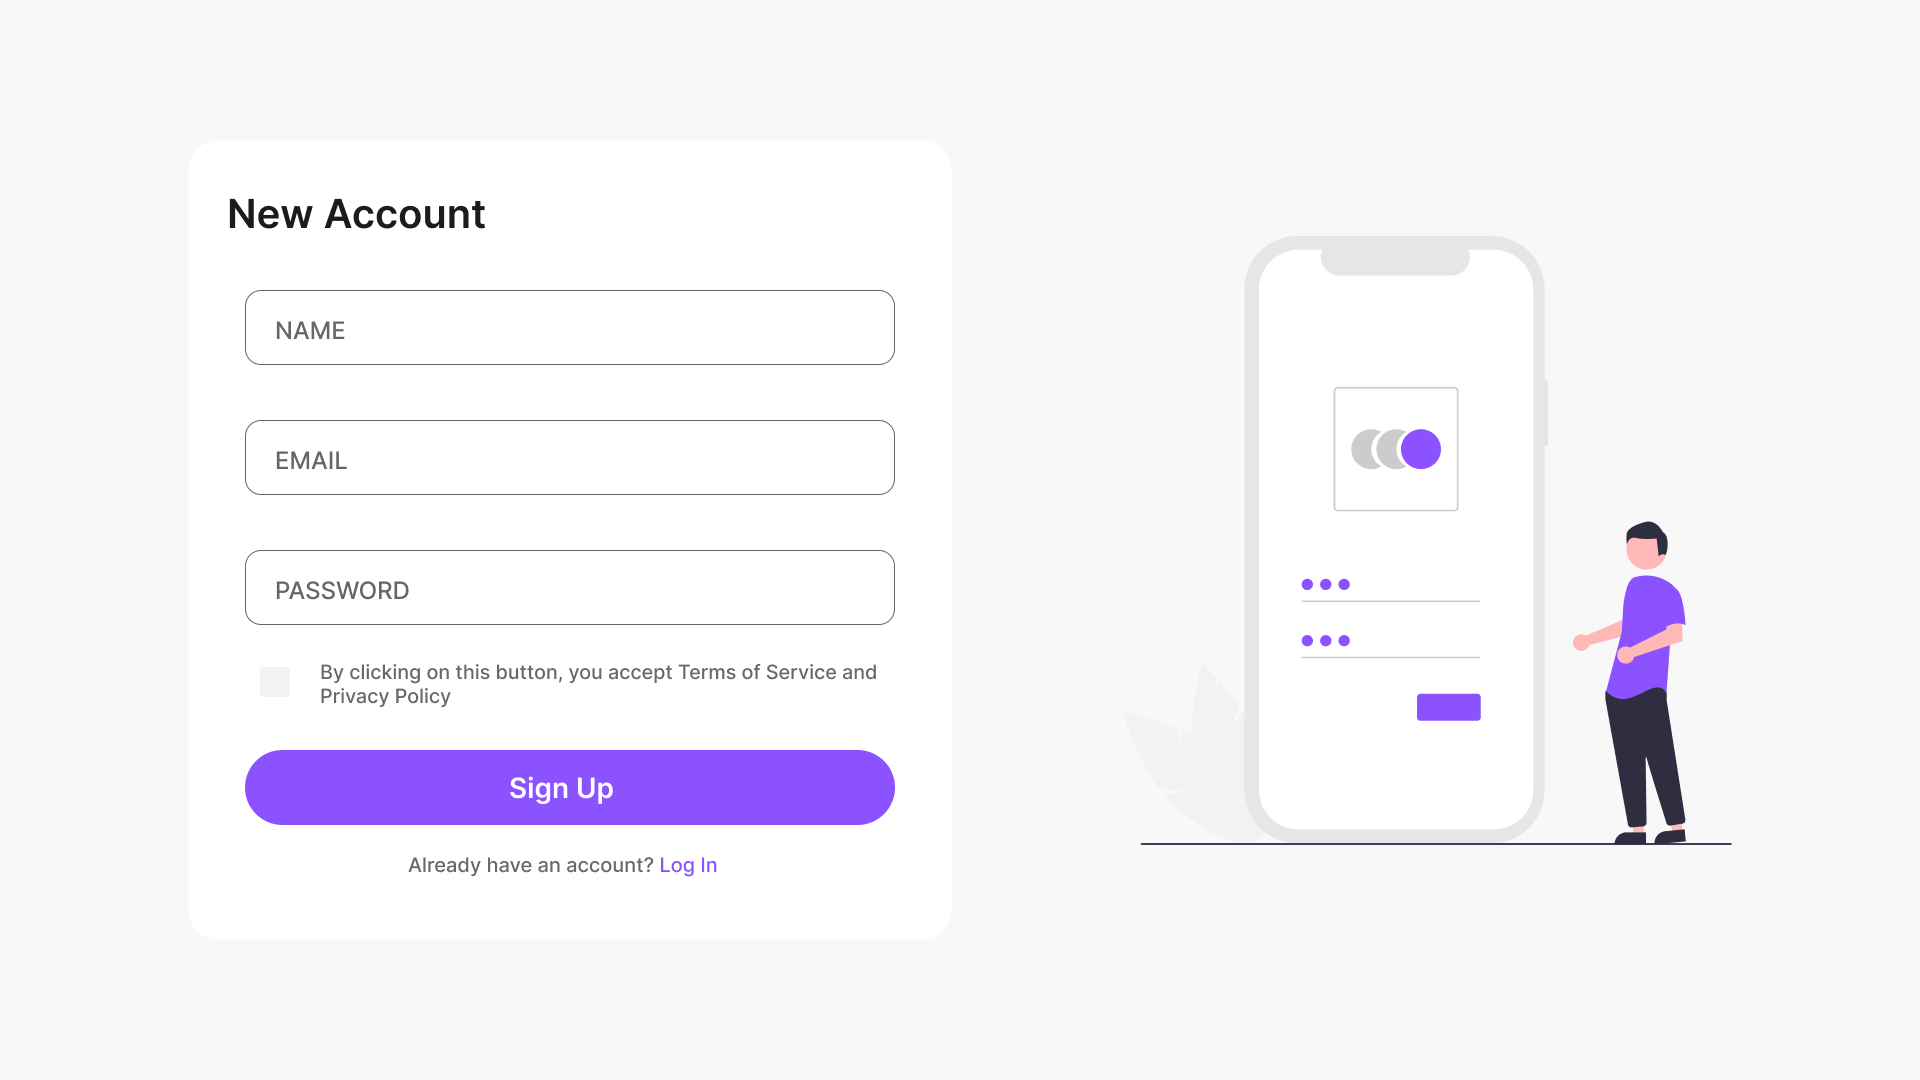 New Account
NAME
EMAIL
PASSWORD
By clicking on this button, you accept Terms of Service and
Privacy Policy
Sign Up
Already have an account? Log In